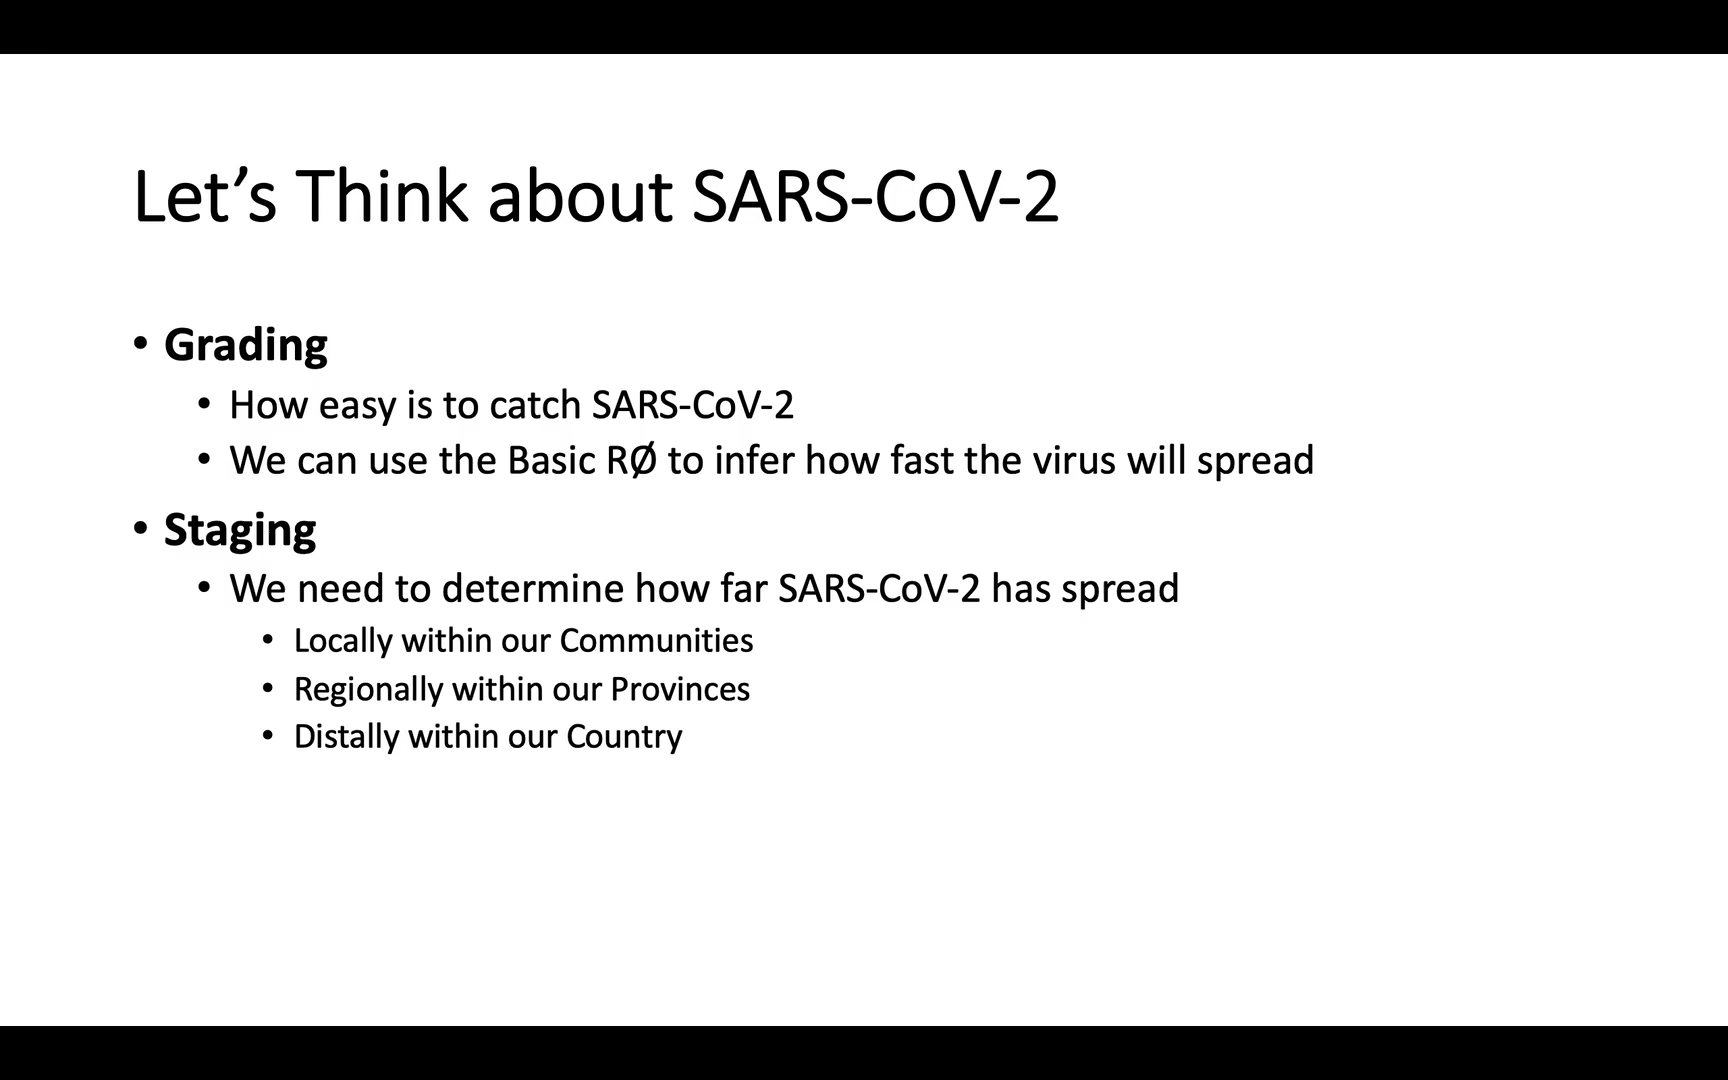 Let’s Think about SARS-CoV-2
• Grading
• How easy is to catch SARS-CoV-2
• We can use the Basic RØ to infer how fast the virus will spread
• Staging
• We need to determine how far SARS-CoV-2 has spread
• Locally within our Communities
• Regionally within our Provinces
• Distally within our Country